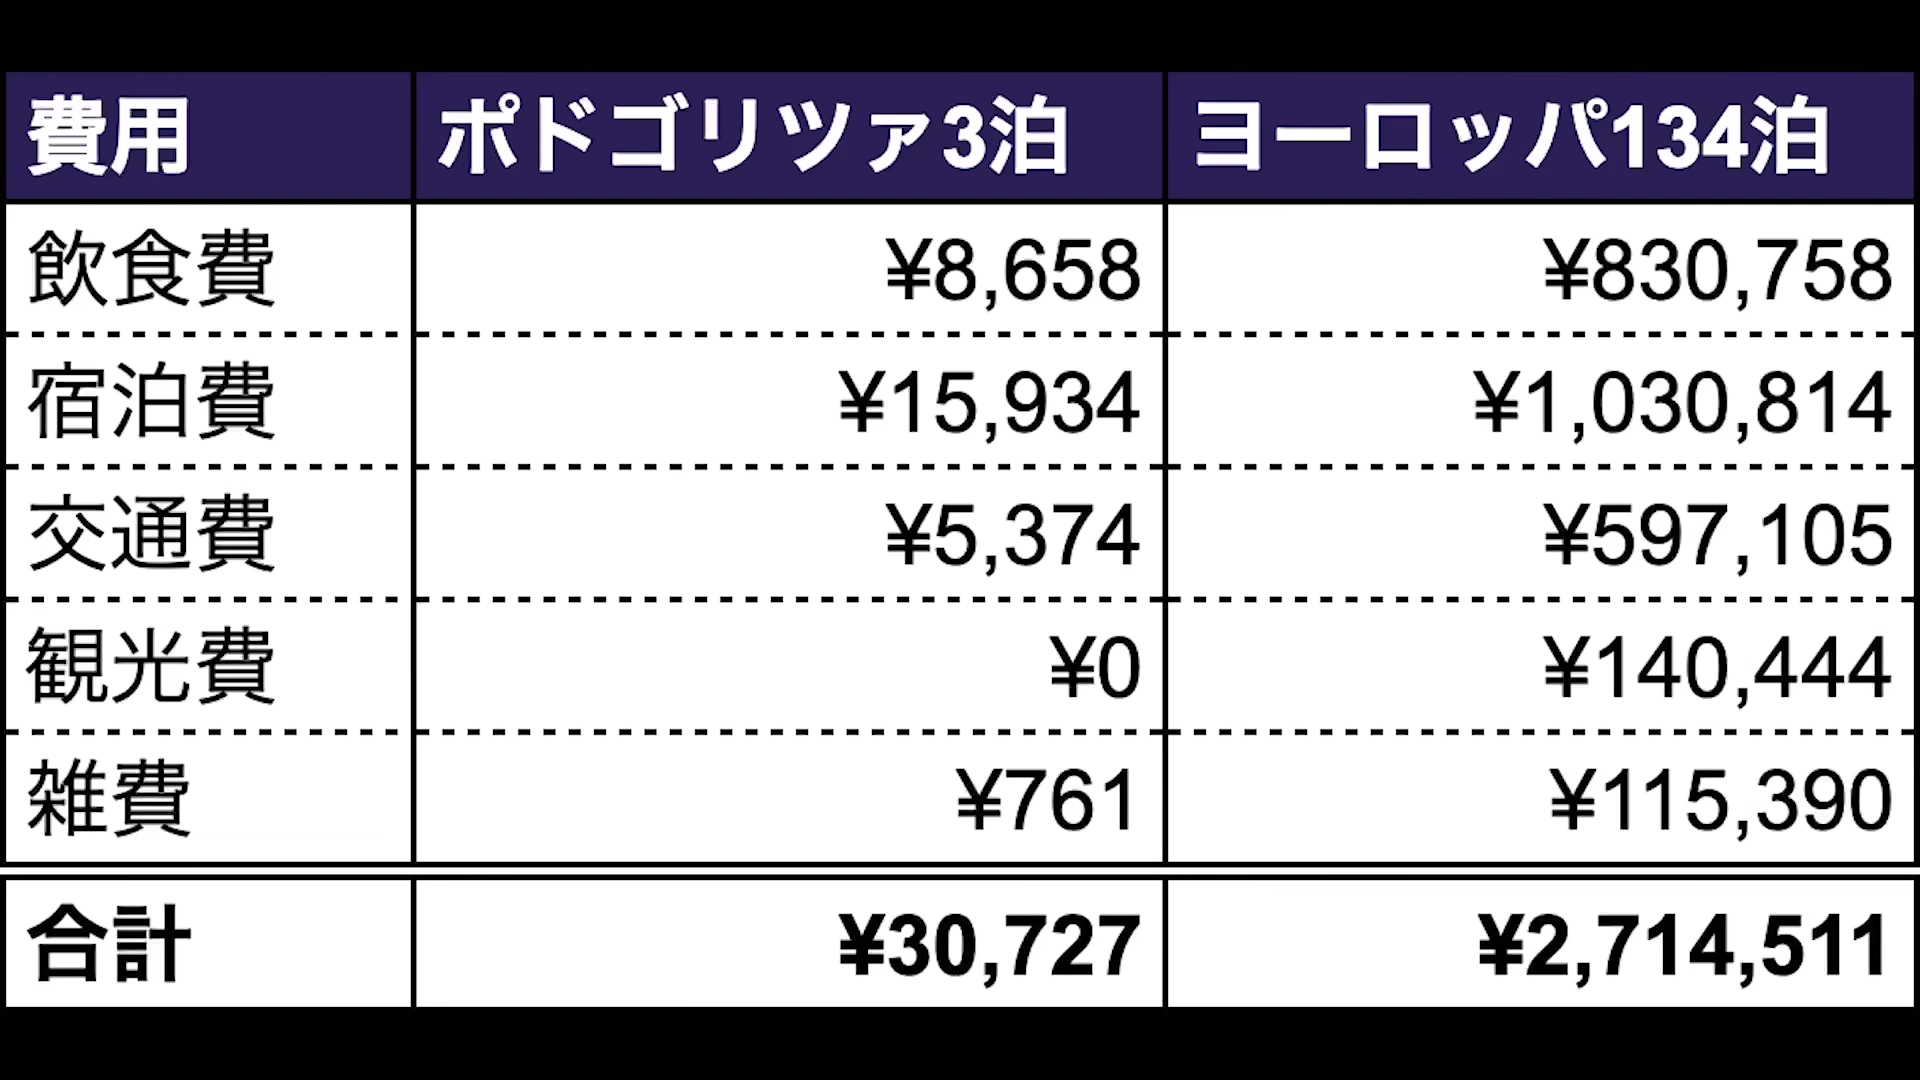 費用 ポドゴリツァ3泊 ヨーロッパ134泊
飲食費 ¥8,658 ¥830,758
宿泊費 ¥15,934 ¥1,030,814
交通費 ¥5,374 ¥597,105
観光費 ¥0 ¥140,444
雑費 ¥761 ¥115,390
合計 ¥30,727 ¥2,714,511